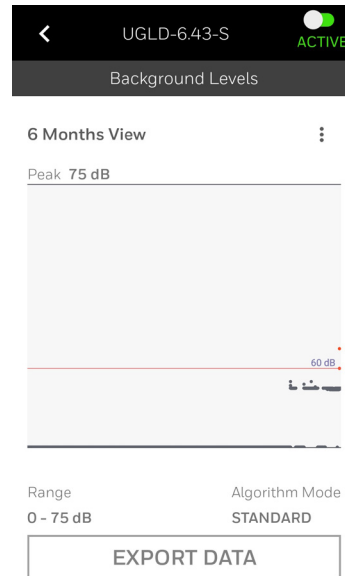 UGLD-6.43-S
ACTIVE
Background Levels
6 Months View
Peak 75 dB
60 dB
Range
Algorithm Mode
0 - 75 dB
STANDARD
EXPORT DATA